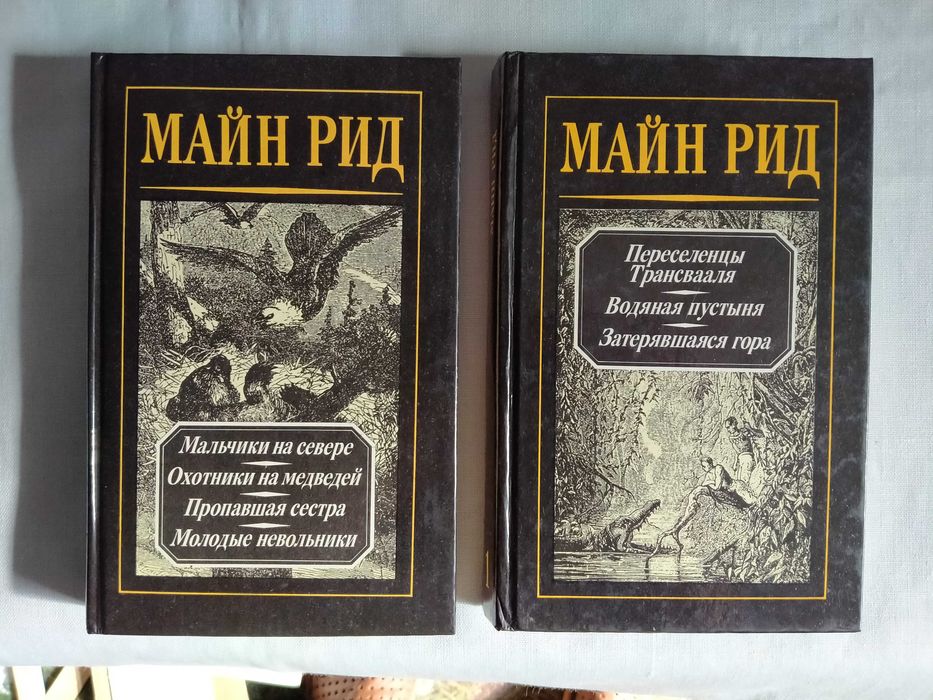 МАЙН РИД
Мальчики на севере
Охотники на медведей
Пропавшая сестра
Молодые невольники
МАЙН РИД
Переселенцы
Трансвааля
Водяная пустыня
Затерявшаяся гора